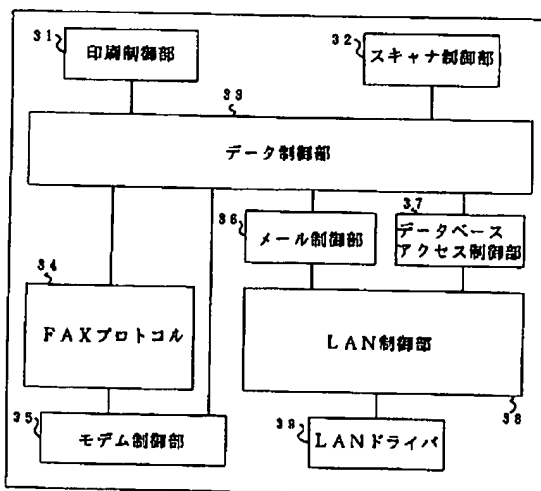 31
印刷制御部
32
スキャナ制御部
33
データ制御部
36
メール制御部
37
データベース
アクセス制御部
34
FAXプロトコル
LAN制御部
38
35
モデム制御部
39
LANドライバ